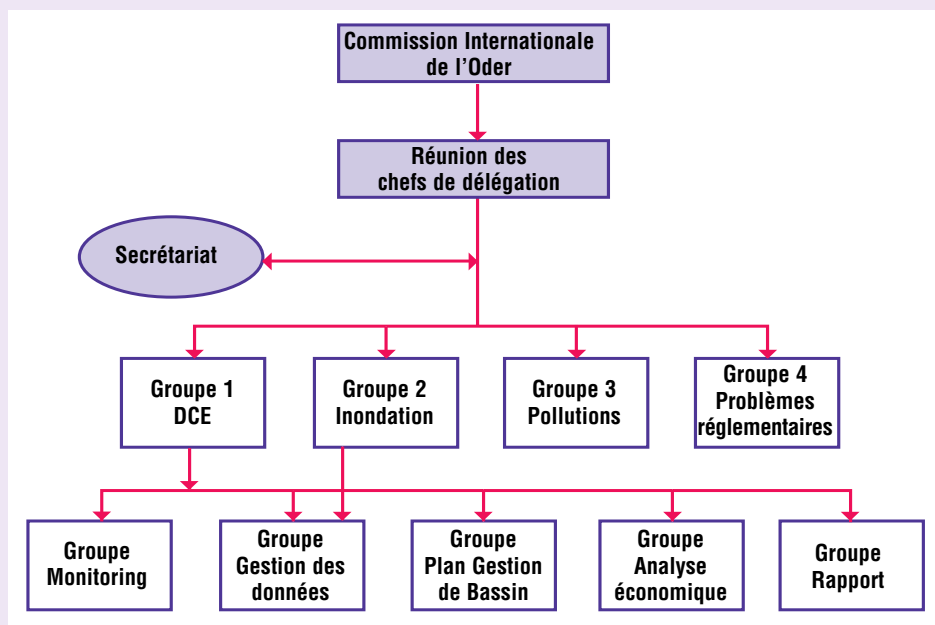 Commission Internationale
de l'Oder
Réunion des
chefs de délégation
Secrétariat
Groupe 1
DCE
Groupe 2
Inondation
Groupe 3
Pollutions
Groupe 4
Problèmes
réglementaires
Groupe
Monitoring
Groupe
Gestion des
données
Groupe
Plan Gestion
de Bassin
Groupe
Analyse
économique
Groupe
Rapport